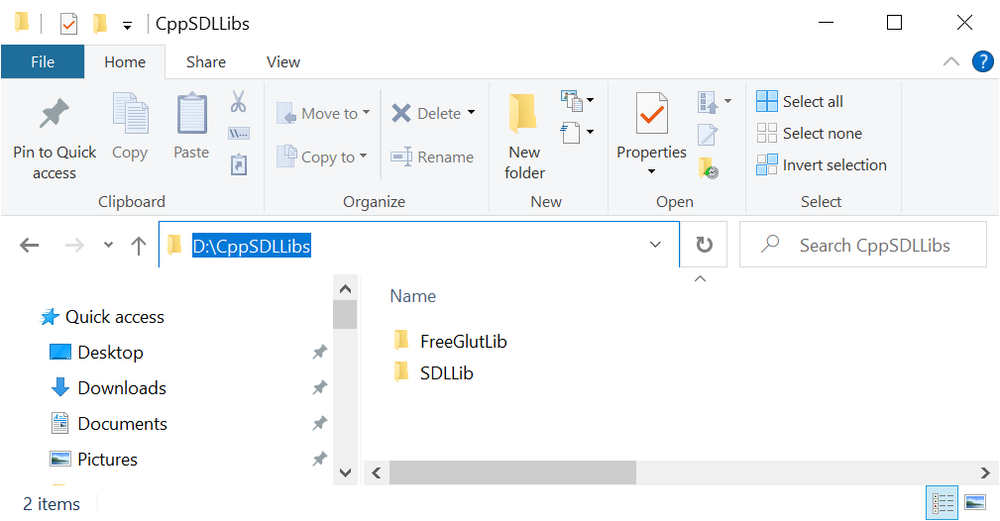 CppSDLLibs
File Home Share View
Pin to Quick access
Copy
Paste
Clipboard
Move to
Copy to
Delete
Rename
Organize
New folder
New
Properties
Open
Select all
Select none
Invert selection
Select
D:\CppSDLLibs
Search CppSDLLibs
Quick access
Desktop
Downloads
Documents
Pictures
Name
FreeGlutLib
SDLLib
2 items